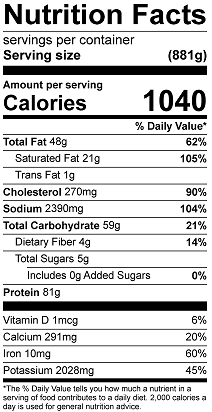 Nutrition Facts
servings per container
Serving size (881g)
Amount per serving
Calories 1040
% Daily Value*
Total Fat 48g 62%
Saturated Fat 21g 105%
Trans Fat 1g
Cholesterol 270mg 90%
Sodium 2390mg 104%
Total Carbohydrate 59g 21%
Dietary Fiber 4g 14%
Total Sugars 5g
Includes 0g Added Sugars 0%
Protein 81g
Vitamin D 1mcg 6%
Calcium 291mg 20%
Iron 10mg 60%
Potassium 2028mg 45%
*The % Daily Value tells you how much a nutrient in a
serving of food contributes to a daily diet. 2,000 calories a
day is used for general nutrition advice.